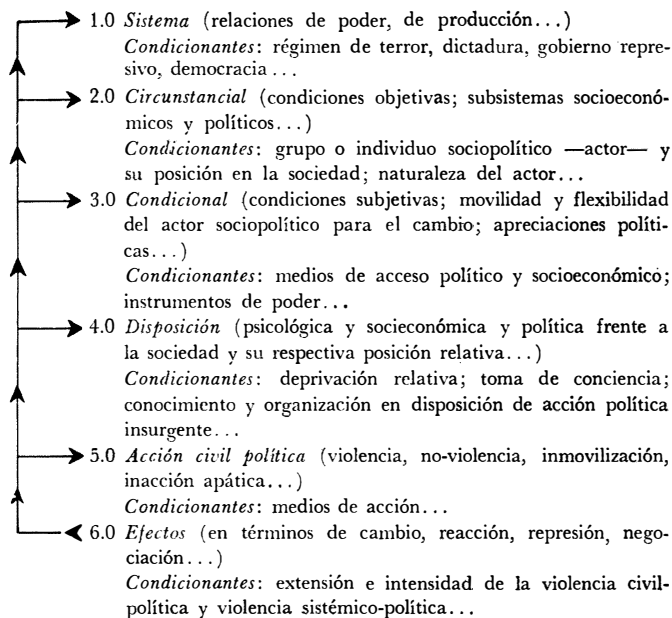 1.0 Sistema (relaciones de poder, de producción...)
Condicionantes: régimen de terror, dictadura, gobierno repre-
sivo, democracia ...
2.0 Circunstancial (condiciones objetivas; subsistemas socioeconó-
micos y políticos...)
Condicionantes: grupo o individuo sociopolítico —actor— y
su posición en la sociedad; naturaleza del actor...
3.0 Condicional (condiciones subjetivas; movilidad y flexibilidad
del actor sociopolítico para el cambio; apreciaciones políti-
cas...)
Condicionantes: medios de acceso político y socioeconómico;
instrumentos de poder...
4.0 Disposición (psicológica y socieconómica y política frente a
la sociedad y su respectiva posición relativa...)
Condicionantes: deprivación relativa; toma de conciencia;
conocimiento y organización en disposición de acción política
insurgente...
5.0 Acción civil política (violencia, no-violencia, inmovilización,
inacción apática...)
Condicionantes: medios de acción...
6.0 Efectos (en términos de cambio, reacción, represión, nego-
ciación...)
Condicionantes: extensión e intensidad de la violencia civil-
política y violencia sistémico-política...